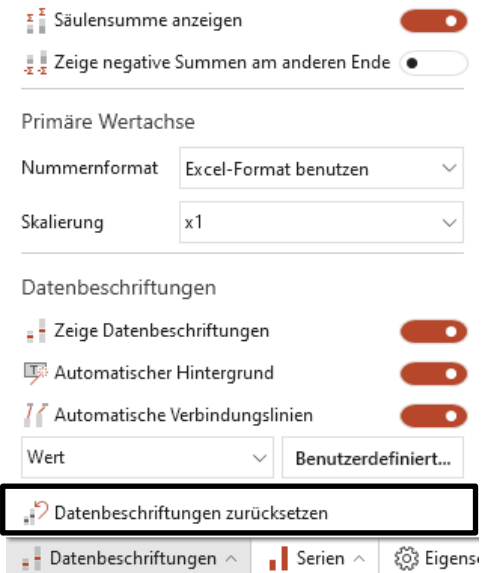 Säulensumme anzeigen
Zeige negative Summen am anderen Ende
Primäre Wertachse
Nummernformat Excel-Format benutzen
Skalierung x1
Datenbeschriftungen
Zeige Datenbeschriftungen
Automatischer Hintergrund
Automatische Verbindungslinien
Wert Benutzerdefiniert...
Datenbeschriftungen zurücksetzen
Datenbeschriftungen Serien Eigens